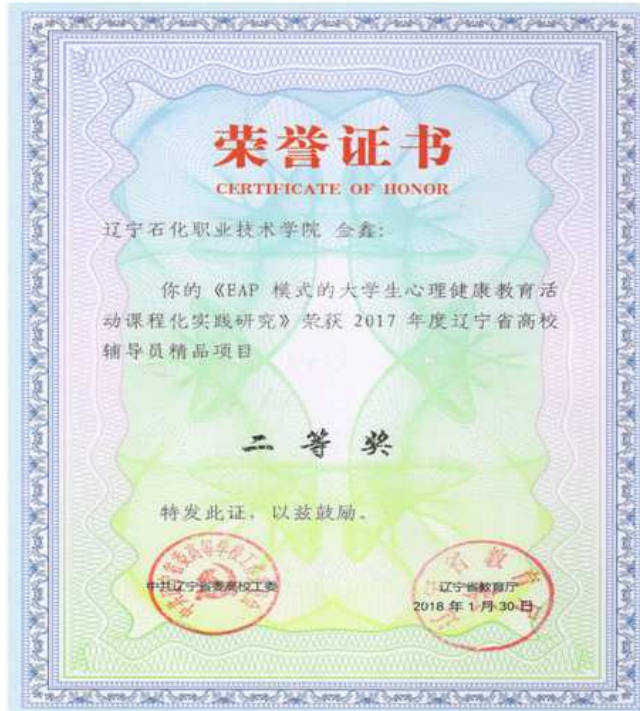 荣誉证书
CERTIFICATE OF HONOR
辽宁石化职业技术学院 金鑫:
你的《EAP 模式的大学生心理健康教育活
动课程化实践研究》荣获 2017 年度辽宁省高校
辅导员精品项目
二等奖
特发此证，以兹鼓励。
中共辽宁省委高校工委
辽宁省教育厅
2018 年 1 月 30 日